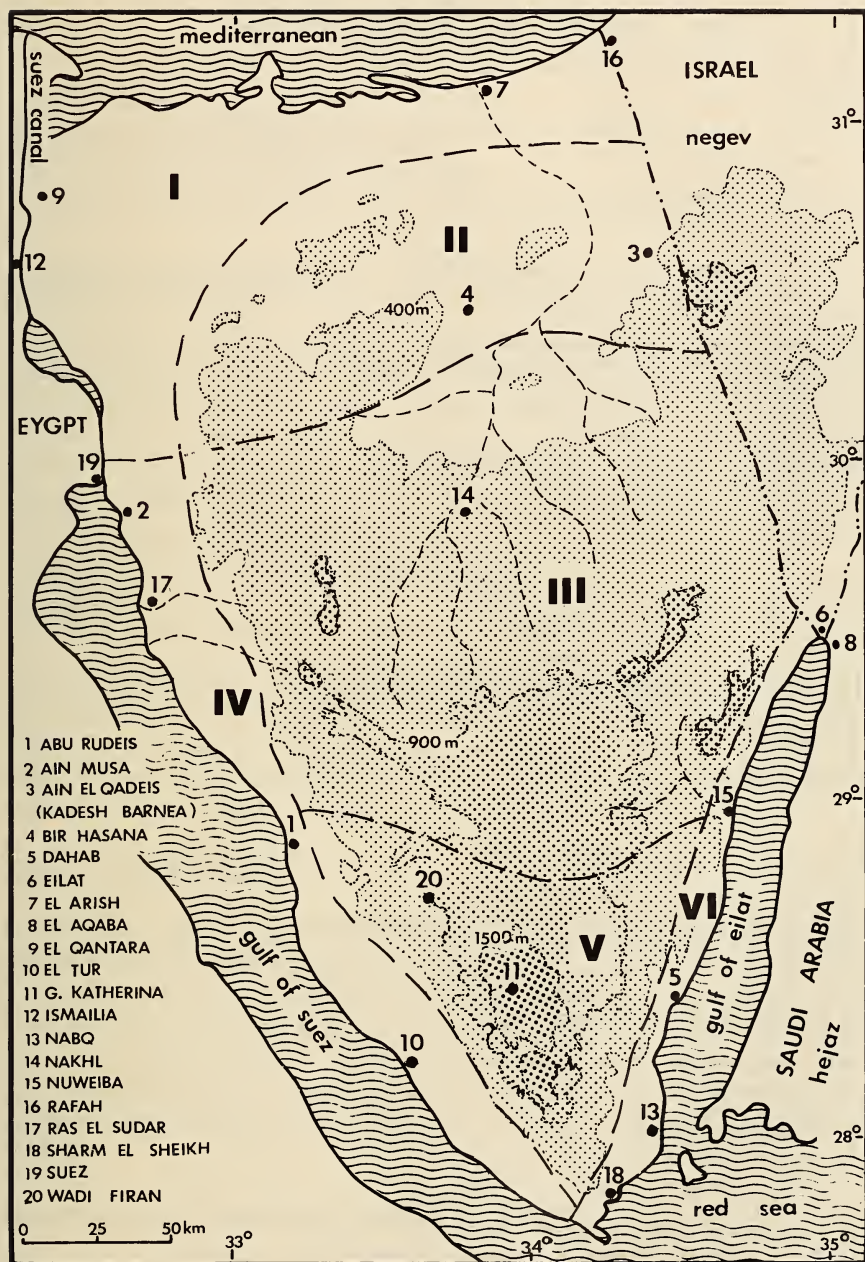 mediterranean
suez canal
16
ISRAEL
7
31°
negev
I
9
II
3
12
4
400m
EYGPT
30°
19
2
14
17
III
6
8
IV
900 m
29°
15
1
20
VI
1500m
V
11
5
gulf of eilat
SAUDI ARABIA
hejaz
gulf of suez
10
13
28°
18
red sea
1 ABU RUDEIS
2 AIN MUSA
3 AIN EL QADEIS
(KADESH BARNEA)
4 BIR HASANA
5 DAHAB
6 EILAT
7 EL ARISH
8 EL AQABA
9 EL QANTARA
10 EL TUR
11 G. KATHERINA
12 ISMAILIA
13 NABQ
14 NAKHL
15 NUWEIBA
16 RAFAH
17 RAS EL SUDAR
18 SHARM EL SHEIKH
19 SUEZ
20 WADI FIRAN
0 25 50 km
33° 34° 35°